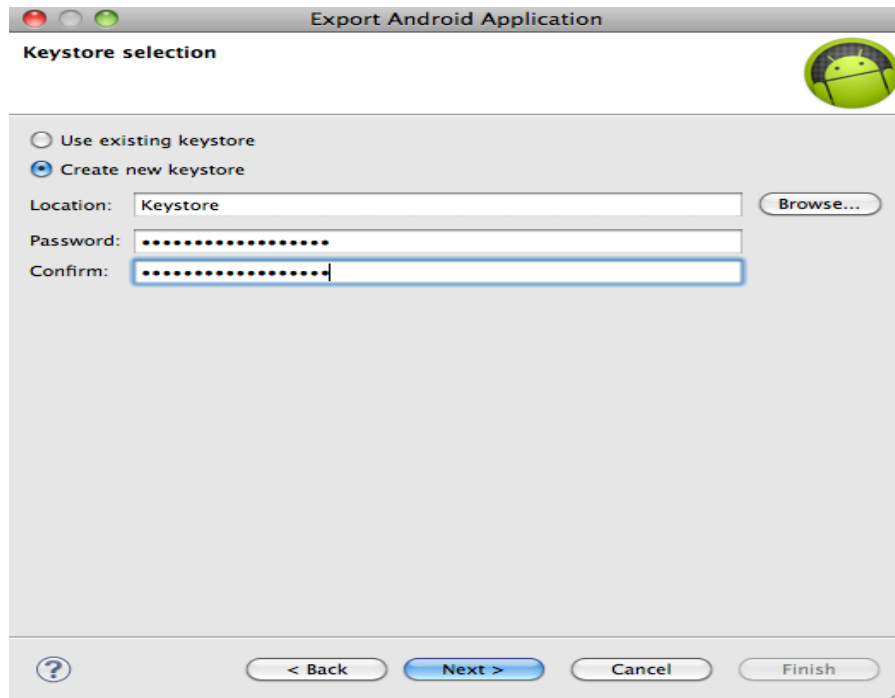 Export Android Application
Keystore selection
Use existing keystore
Create new keystore
Location: Keystore Browse...
Password: ••••••••••••••••••
Confirm: ••••••••••••••••••
? < Back Next > Cancel Finish